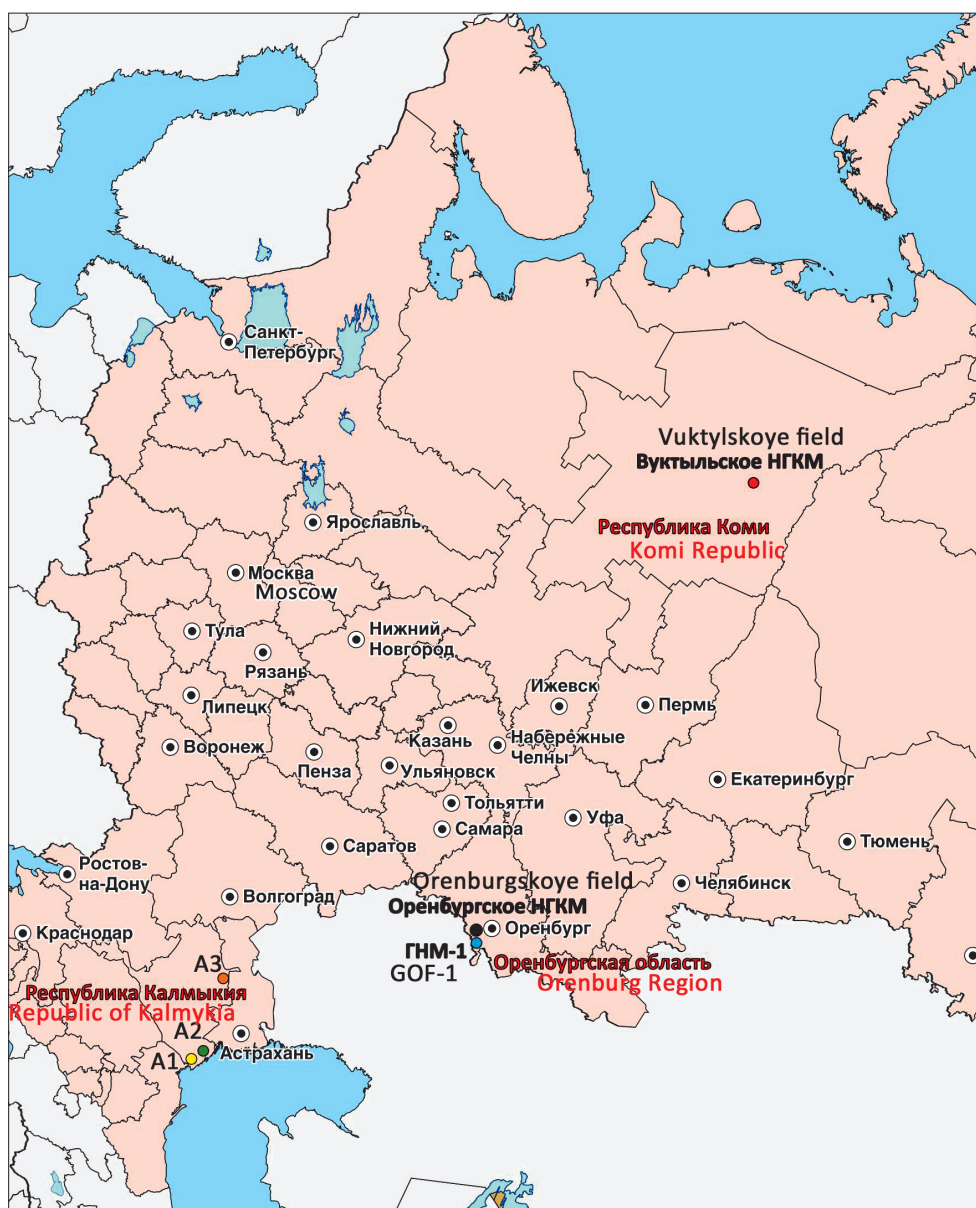 Санкт-
Петербург
Vuktylskoye field
Вуктыльское НГКМ
Ярославль
Республика Коми
Komi Republic
Москва
Moscow
Тула
Нижний
Новгород
Рязань
Ижевск
Липецк
Пермь
Казань
Набережные
Челны
Воронеж
Пенза
Ульяновск
Екатеринбург
Тольятти
Самара
Уфа
Саратов
Тюмень
Ростов-
на-Дону
Orenburgskoye field
Челябинск
Волгоград
Оренбургское НГКМ
Краснодар
Оренбург
ГНМ-1
GOF-1
Оренбургская область
Orenburg Region
A3
Республика Калмыкия
Republic of Kalmykia
A2
Астрахань
A1